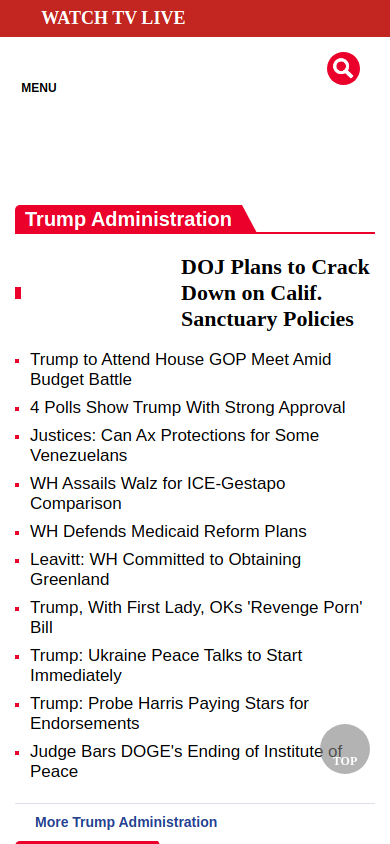 WATCH TV LIVE
MENU
Trump Administration
DOJ Plans to Crack
Down on Calif.
Sanctuary Policies
Trump to Attend House GOP Meet Amid
Budget Battle
4 Polls Show Trump With Strong Approval
Justices: Can Ax Protections for Some
Venezuelans
WH Assails Walz for ICE-Gestapo
Comparison
WH Defends Medicaid Reform Plans
Leavitt: WH Committed to Obtaining
Greenland
Trump, With First Lady, OKs 'Revenge Porn'
Bill
Trump: Ukraine Peace Talks to Start
Immediately
Trump: Probe Harris Paying Stars for
Endorsements
Judge Bars DOGE's Ending of Institute of
Peace
TOP
More Trump Administration